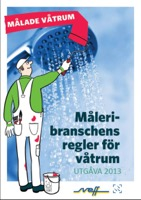 MÅLADE VÅTRUM
Måleri-
branschens
regler för
våtrum
UTGÅVA 2013